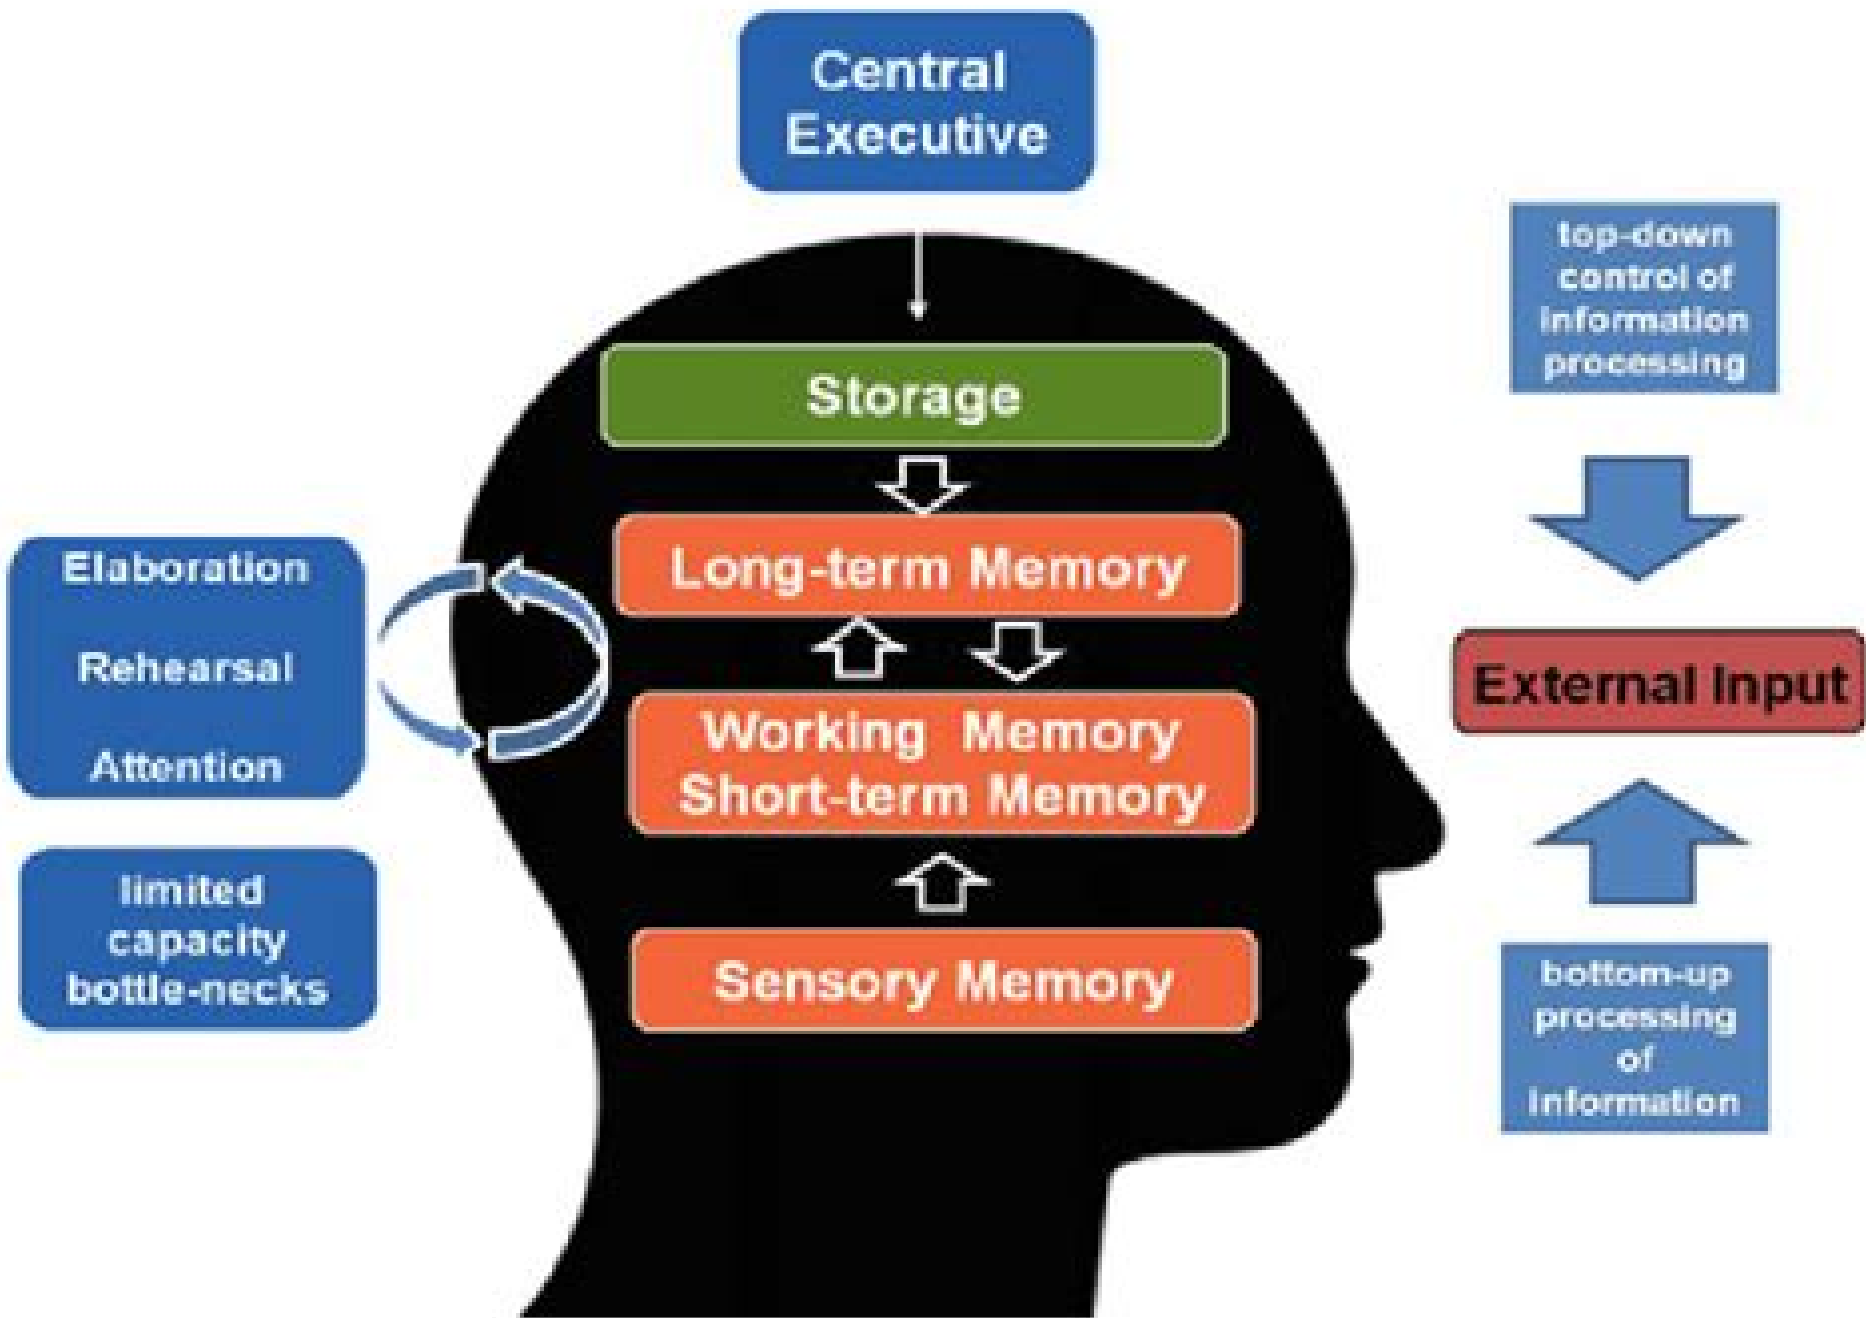 Central
Executive
top-down
control of
information
processing
Storage
Long-term Memory
Elaboration
Rehearsal
Attention
External Input
Working Memory
Short-term Memory
limited
capacity
bottle-necks
Sensory Memory
bottom-up
processing
of
information